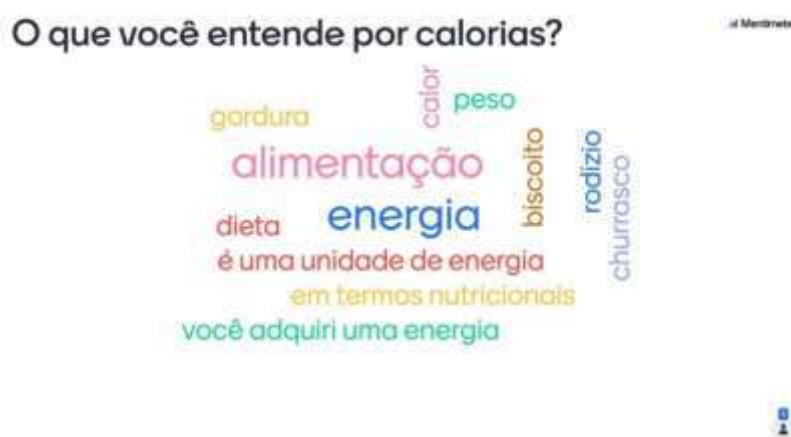 O que você entende por calorias?
Mentimeter
calor
peso
gordura
alimentação
biscoito
rodízio
churrasco
energia
dieta
é uma unidade de energia
em termos nutricionais
você adquiri uma energia